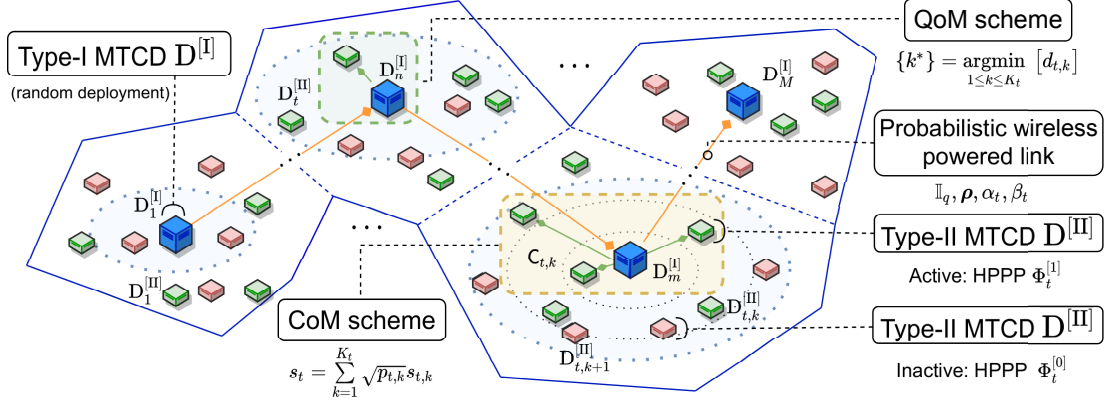 Type-I MTCD D^{[I]}
(random deployment)
QoM scheme
{k*} = argmin_{1≤k≤K_t} [d_{t,k}]
Probabilistic wireless
powered link
𝕀_q, ρ, α_t, β_t
Type-II MTCD D^{[II]}
Active: HPPP Φ_t^{[1]}
Type-II MTCD D^{[II]}
Inactive: HPPP Φ_t^{[0]}
CoM scheme
s_t = ∑_{k=1}^{K_t} √p_{t,k} s_{t,k}
D_n^{[I]}
D_t^{[II]}
. . .
D_M^{[I]}
D_1^{[I]}
D_1^{[II]}
. . .
C_{t,k}
D_m^{[I]}
D_{t,k}^{[II]}
D_{t,k+1}^{[II]}